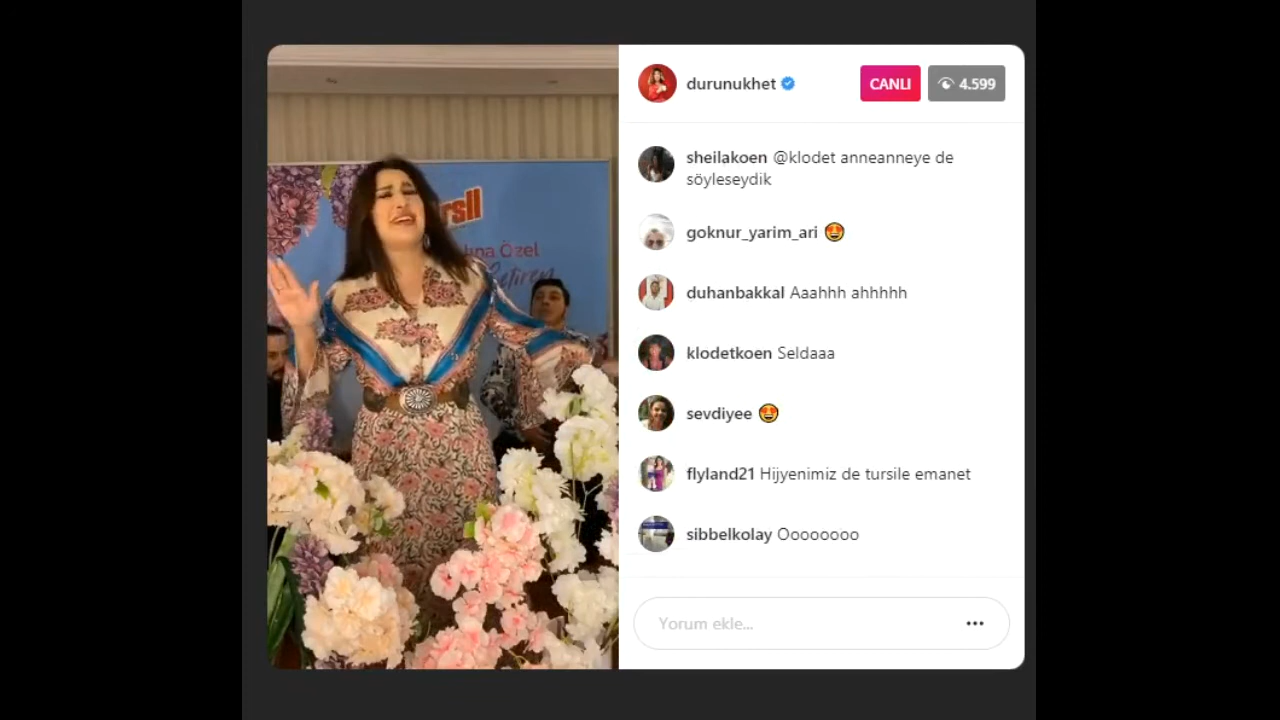 durunukhet
CANLI
4.599
sheilakoen @klodet anneanneye de
söyleseydik
goknur_yarim_ari 🤩
duhanbakkal Aaahhh ahhhhh
klodetkoen Seldaaa
sevdiyee 🤩
flyland21 Hijyenimiz de tursile emanet
sibbelkolay Oooooooo
Yorum ekle...
Özel